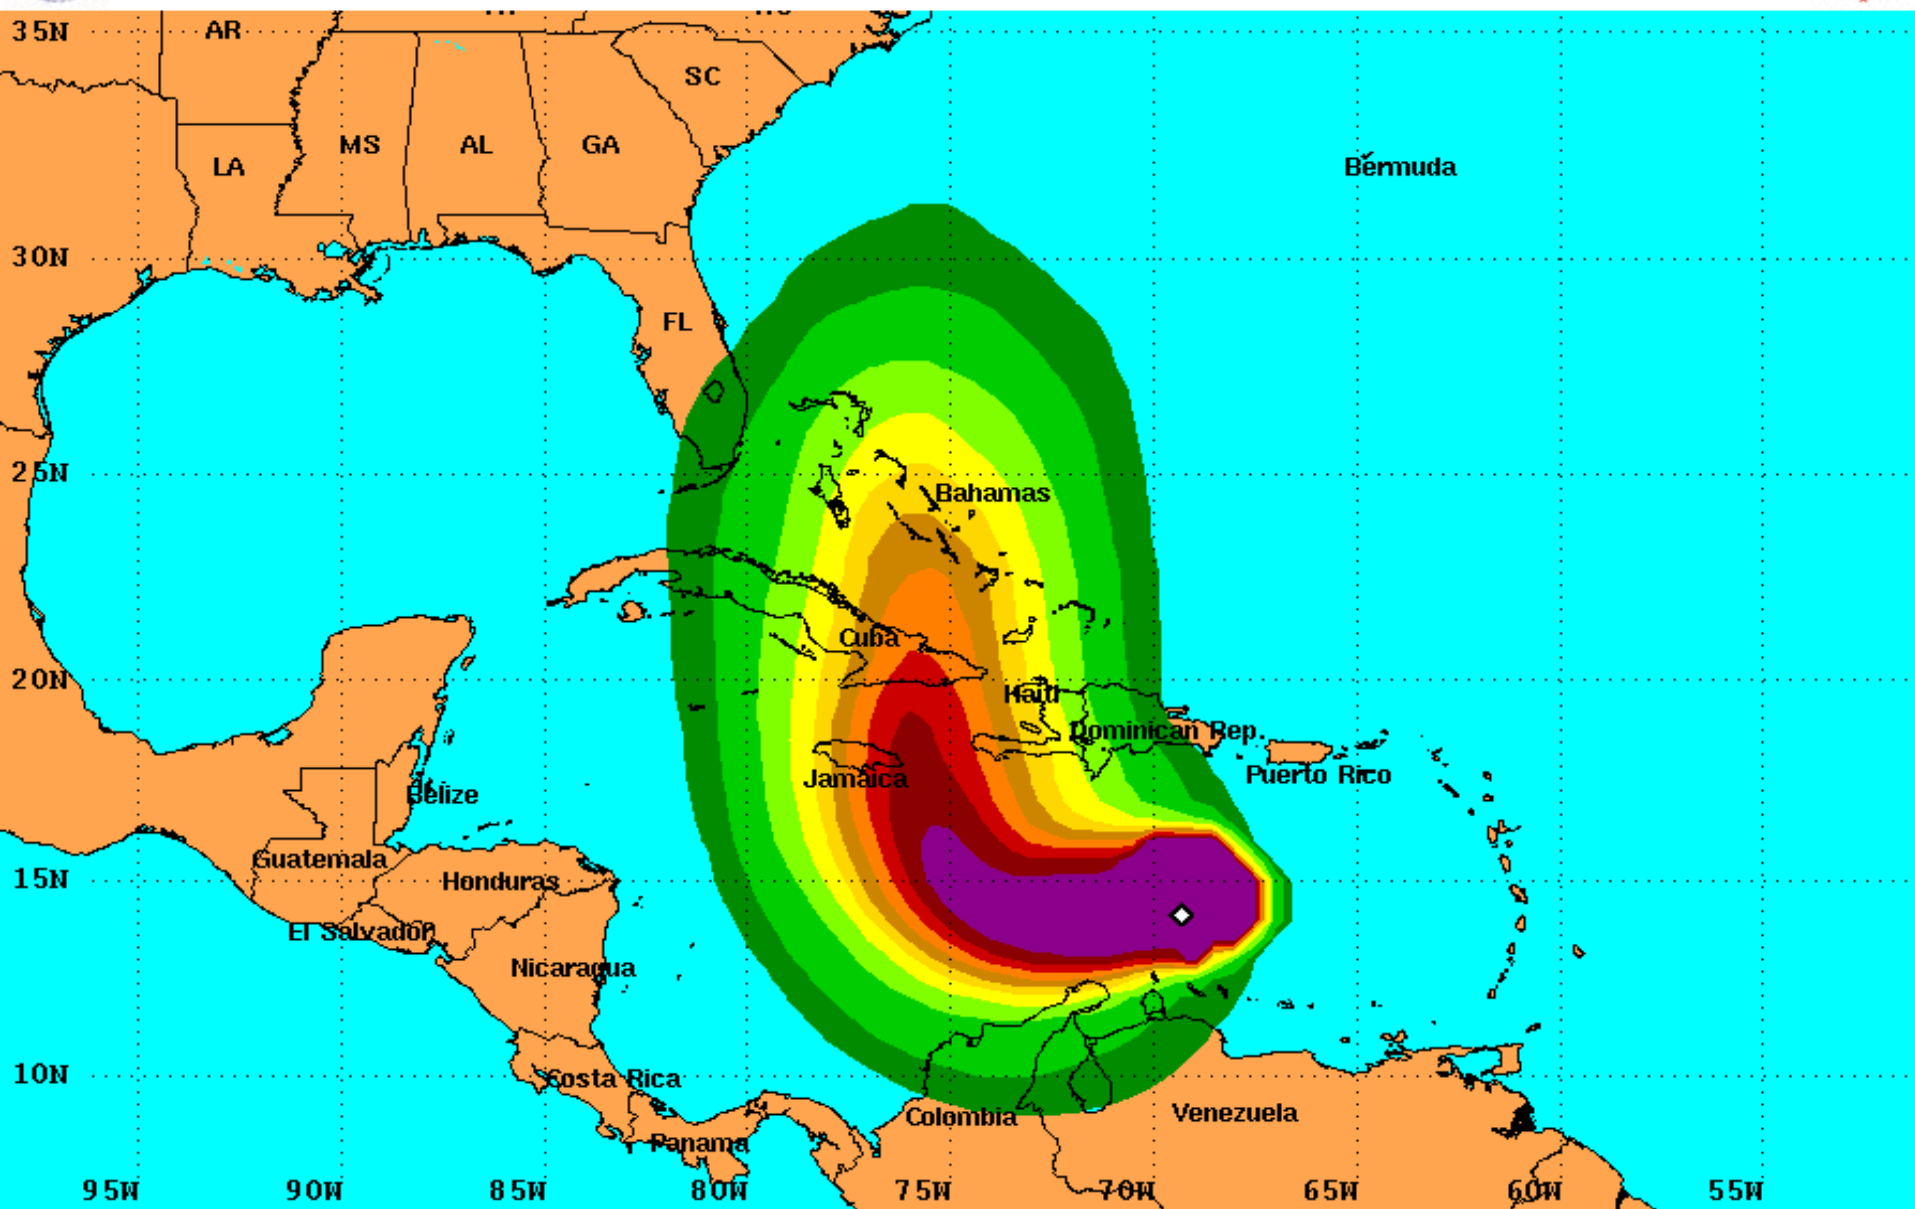 35N
AR
SC
MS
AL
GA
LA
Bermuda
30N
FL
25N
Bahamas
Cuba
20N
Haiti
Dominican Rep.
Jamaica
Puerto Rico
Belize
Guatemala
15N
Honduras
El Salvador
Nicaragua
10N
Costa Rica
Colombia
Venezuela
Panama
95W 90W 85W 80W 75W 70W 65W 60W 55W